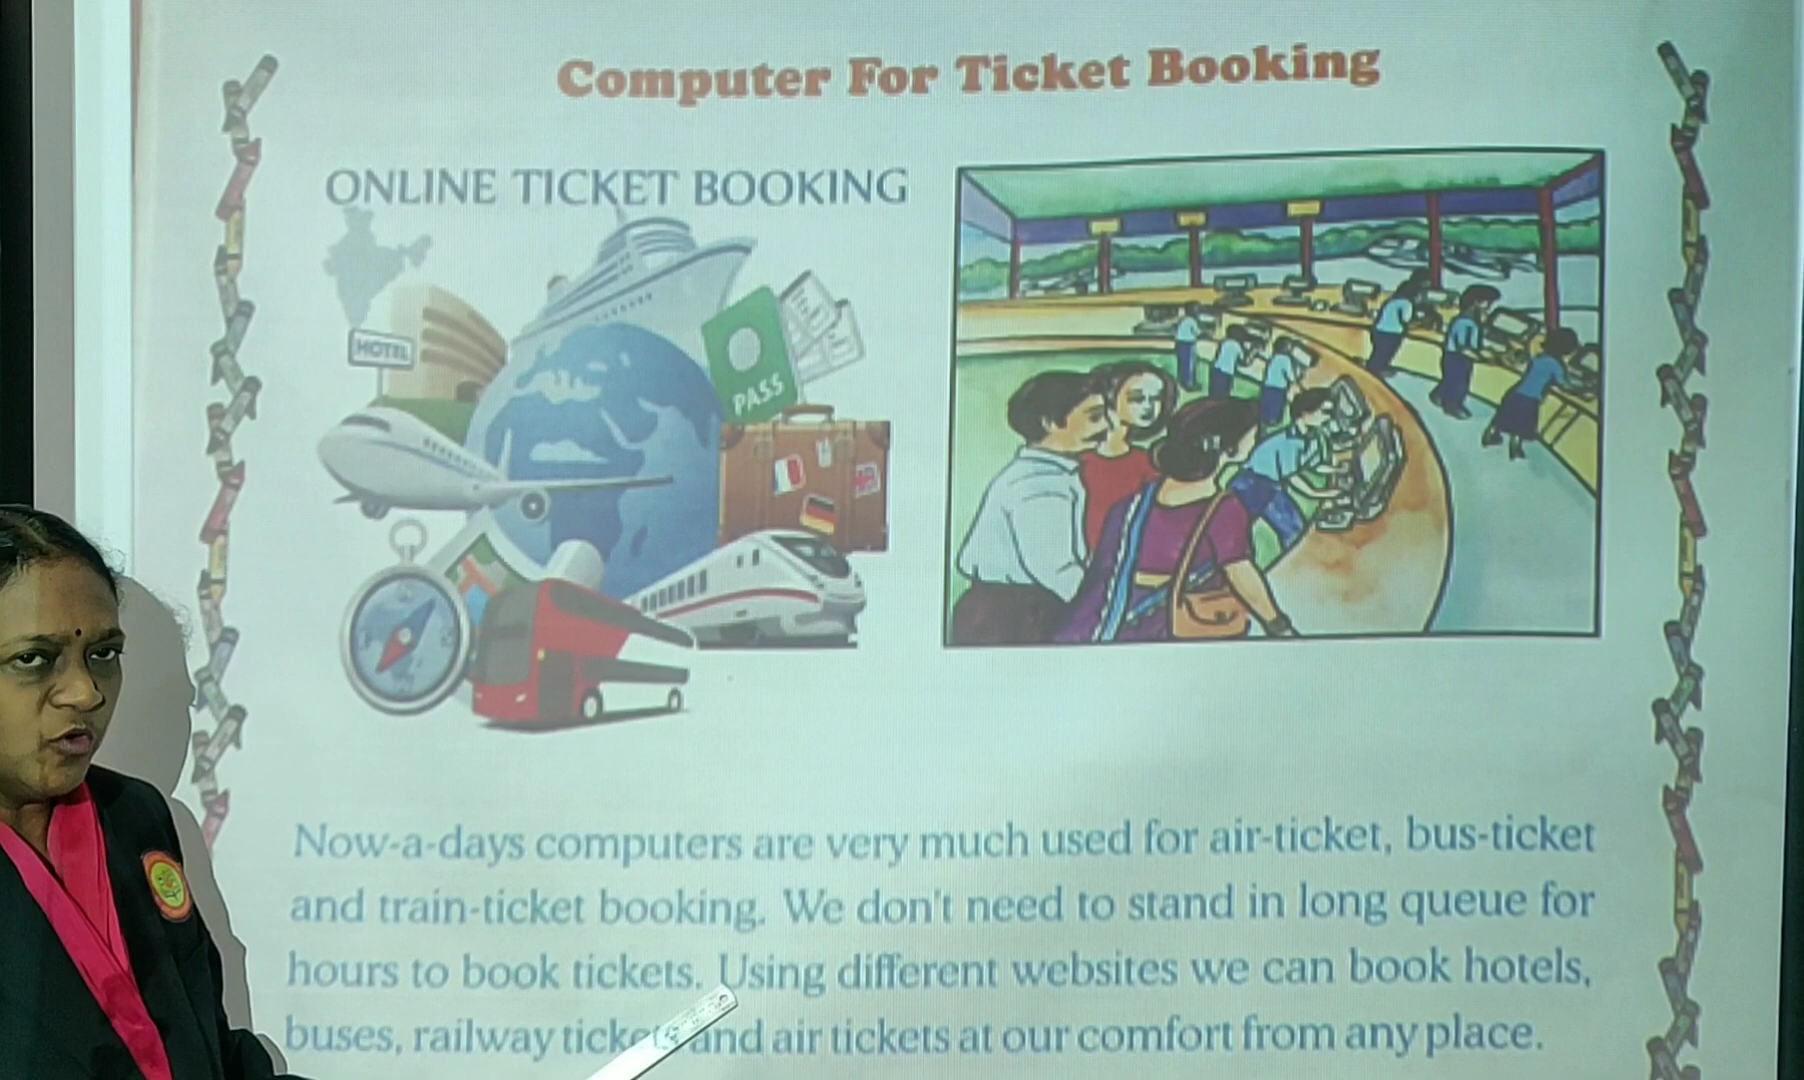 Computer For Ticket Booking
ONLINE TICKET BOOKING
HOTEL
PASS
Now-a-days computers are very much used for air-ticket, bus-ticket
and train-ticket booking. We don't need to stand in long queue for
hours to book tickets. Using different websites we can book hotels,
buses, railway tickets and air tickets at our comfort from any place.